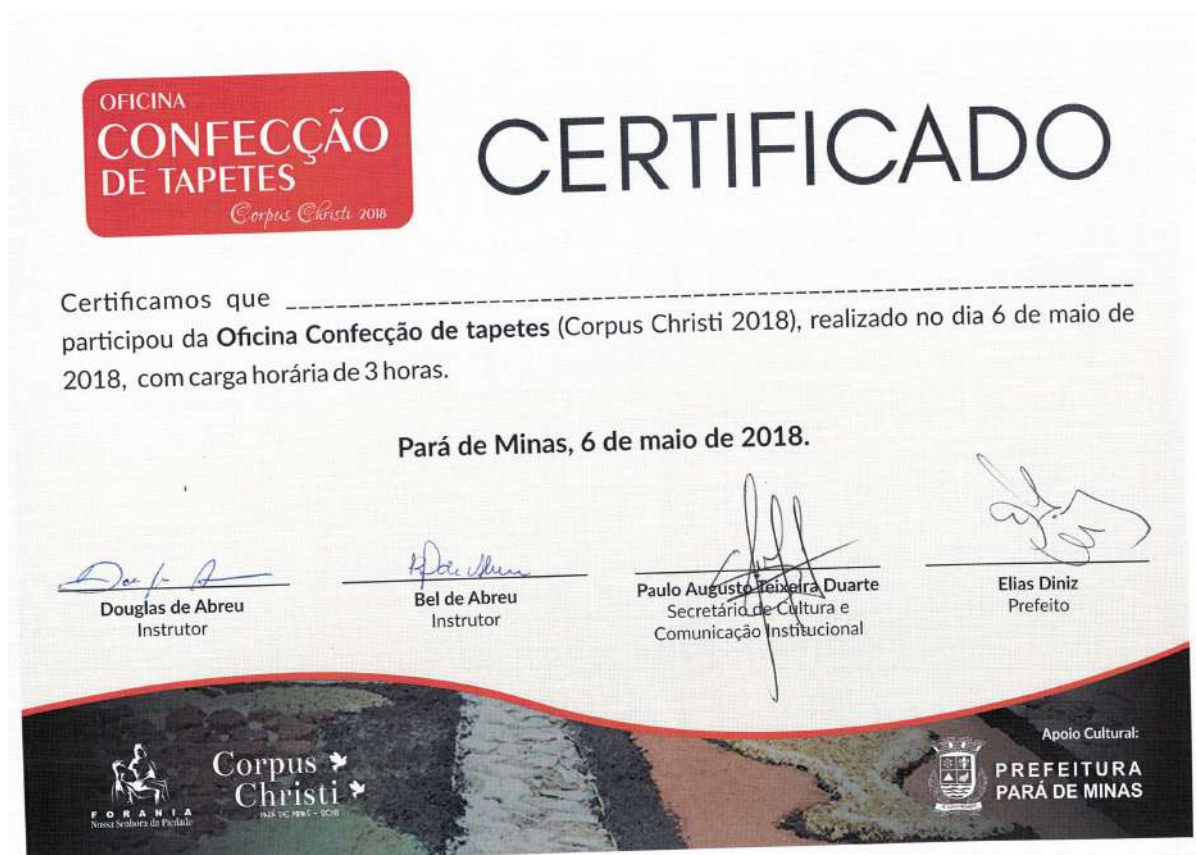 OFICINA
CONFECÇÃO
DE TAPETES
Corpus Christi 2018
CERTIFICADO
Certificamos que
participou da Oficina Confecção de tapetes (Corpus Christi 2018), realizado no dia 6 de maio de
2018, com carga horária de 3 horas.
Pará de Minas, 6 de maio de 2018.
Douglas de Abreu
Instrutor
Bel de Abreu
Instrutor
Paulo Augusto Teixeira Duarte
Secretário de Cultura e
Comunicação Institucional
Elias Diniz
Prefeito
FORANIA
Nossa Senhora da Piedade
Corpus
Christi
2018
Apoio Cultural:
PREFEITURA
PARÁ DE MINAS